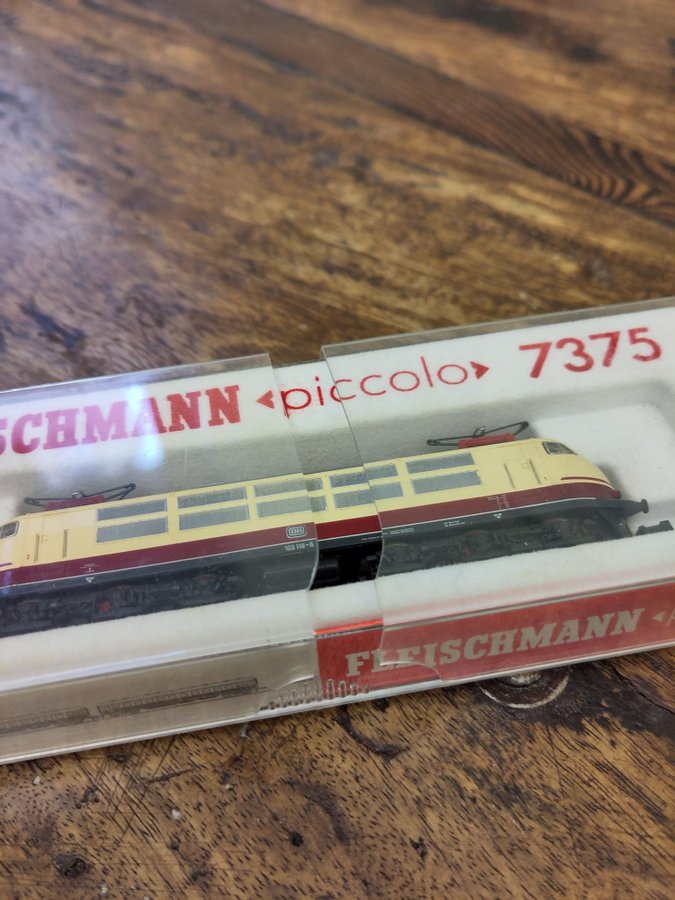 SCHMANN <piccolo> 7375
DB
103 118-6
FLEISCHMANN